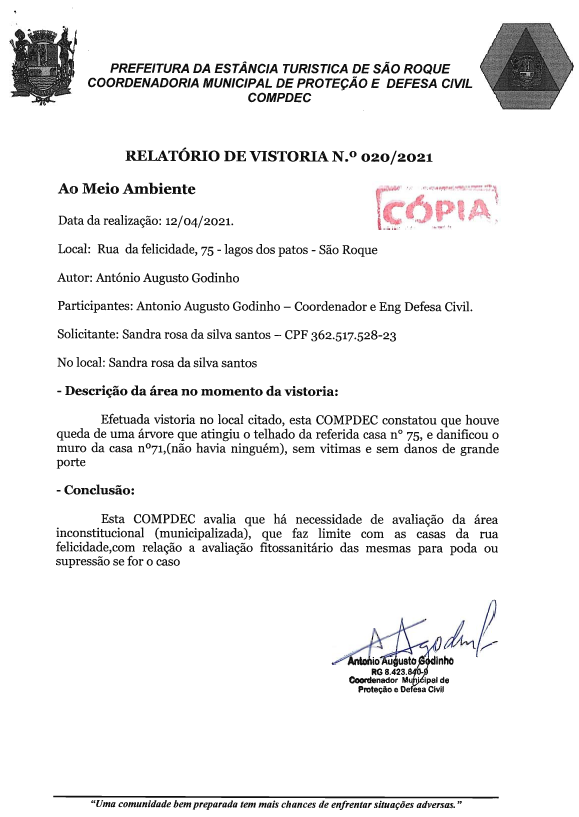 PREFEITURA DA ESTÂNCIA TURISTICA DE SÃO ROQUE
COORDENADORIA MUNICIPAL DE PROTEÇÃO E DEFESA CIVIL
COMPDEC
RELATÓRIO DE VISTORIA N.º 020/2021
Ao Meio Ambiente
CÓPIA
Data da realização: 12/04/2021.
Local: Rua da felicidade, 75 - lagos dos patos - São Roque
Autor: António Augusto Godinho
Participantes: Antonio Augusto Godinho – Coordenador e Eng Defesa Civil.
Solicitante: Sandra rosa da silva santos – CPF 362.517.528-23
No local: Sandra rosa da silva santos
- Descrição da área no momento da vistoria:
Efetuada vistoria no local citado, esta COMPDEC constatou que houve
queda de uma árvore que atingiu o telhado da referida casa n° 75, e danificou o
muro da casa nº71,(não havia ninguém), sem vitimas e sem danos de grande
porte
- Conclusão:
Esta COMPDEC avalia que há necessidade de avaliação da área
inconstitucional (municipalizada), que faz limite com as casas da rua
felicidade,com relação a avaliação fitossanitário das mesmas para poda ou
supressão se for o caso
A Agodinho
Antonio Augusto Godinho
RG 8.423.640-9
Coordenador Municipal de
Proteção e Defesa Civil
"Uma comunidade bem preparada tem mais chances de enfrentar situações adversas."